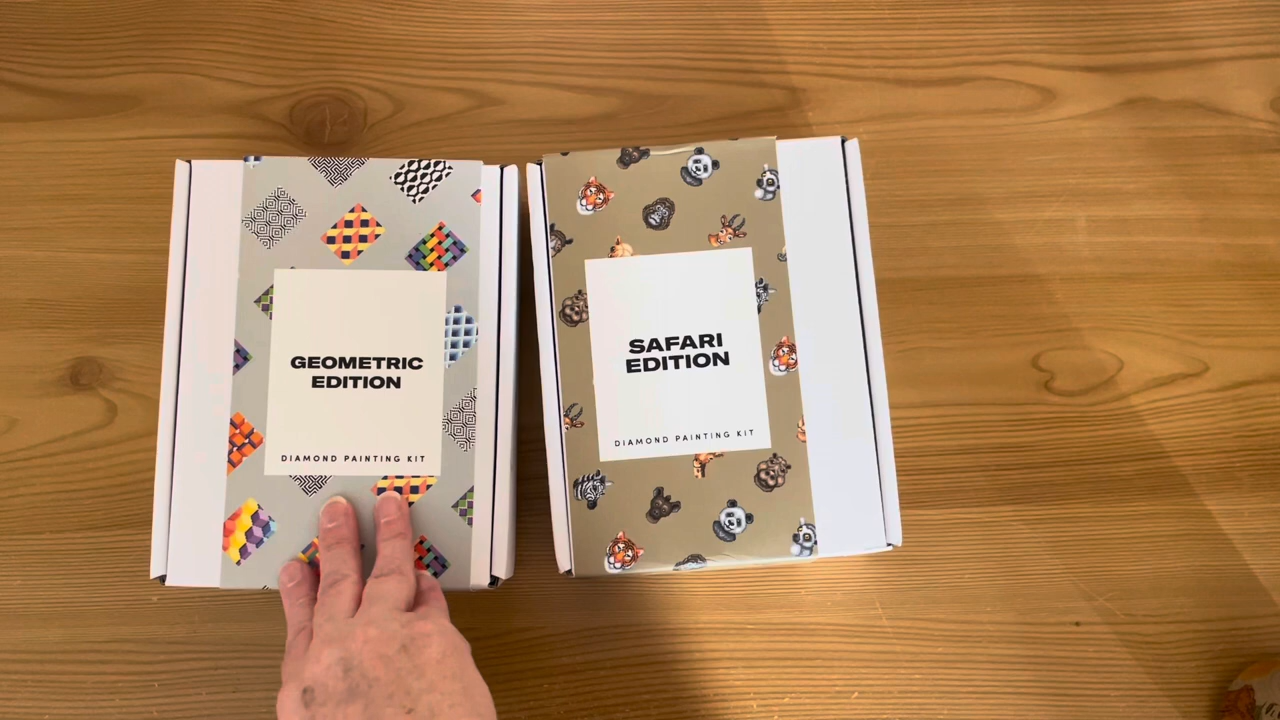 GEOMETRIC
EDITION
DIAMOND PAINTING KIT
SAFARI
EDITION
DIAMOND PAINTING KIT